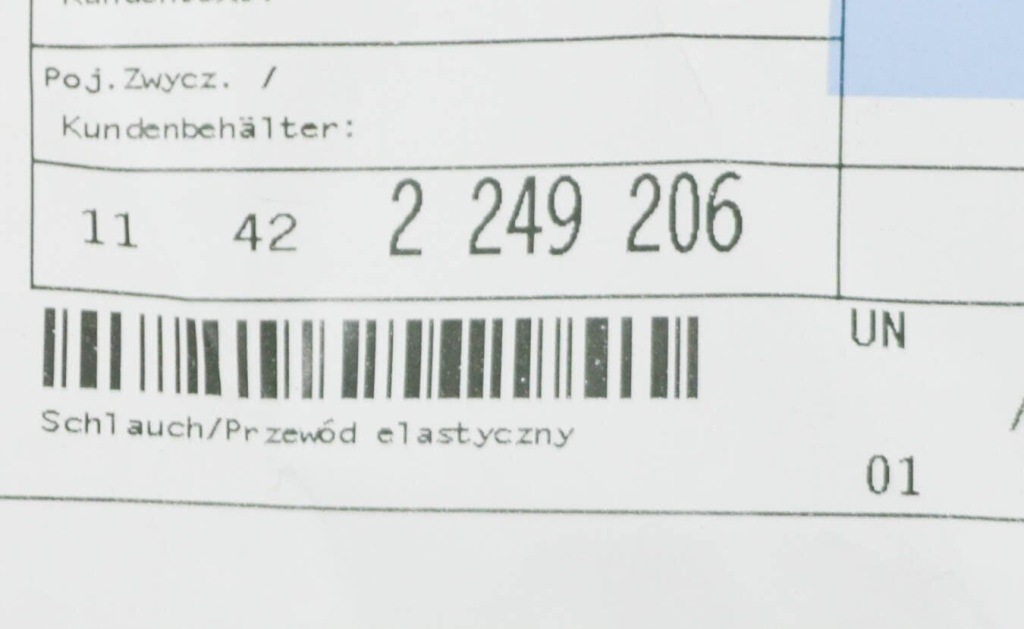 Poj.Zwycz. /
Kundenbehälter:
11 42 2 249 206
UN
Schlauch/Przewód elastyczny
/
01